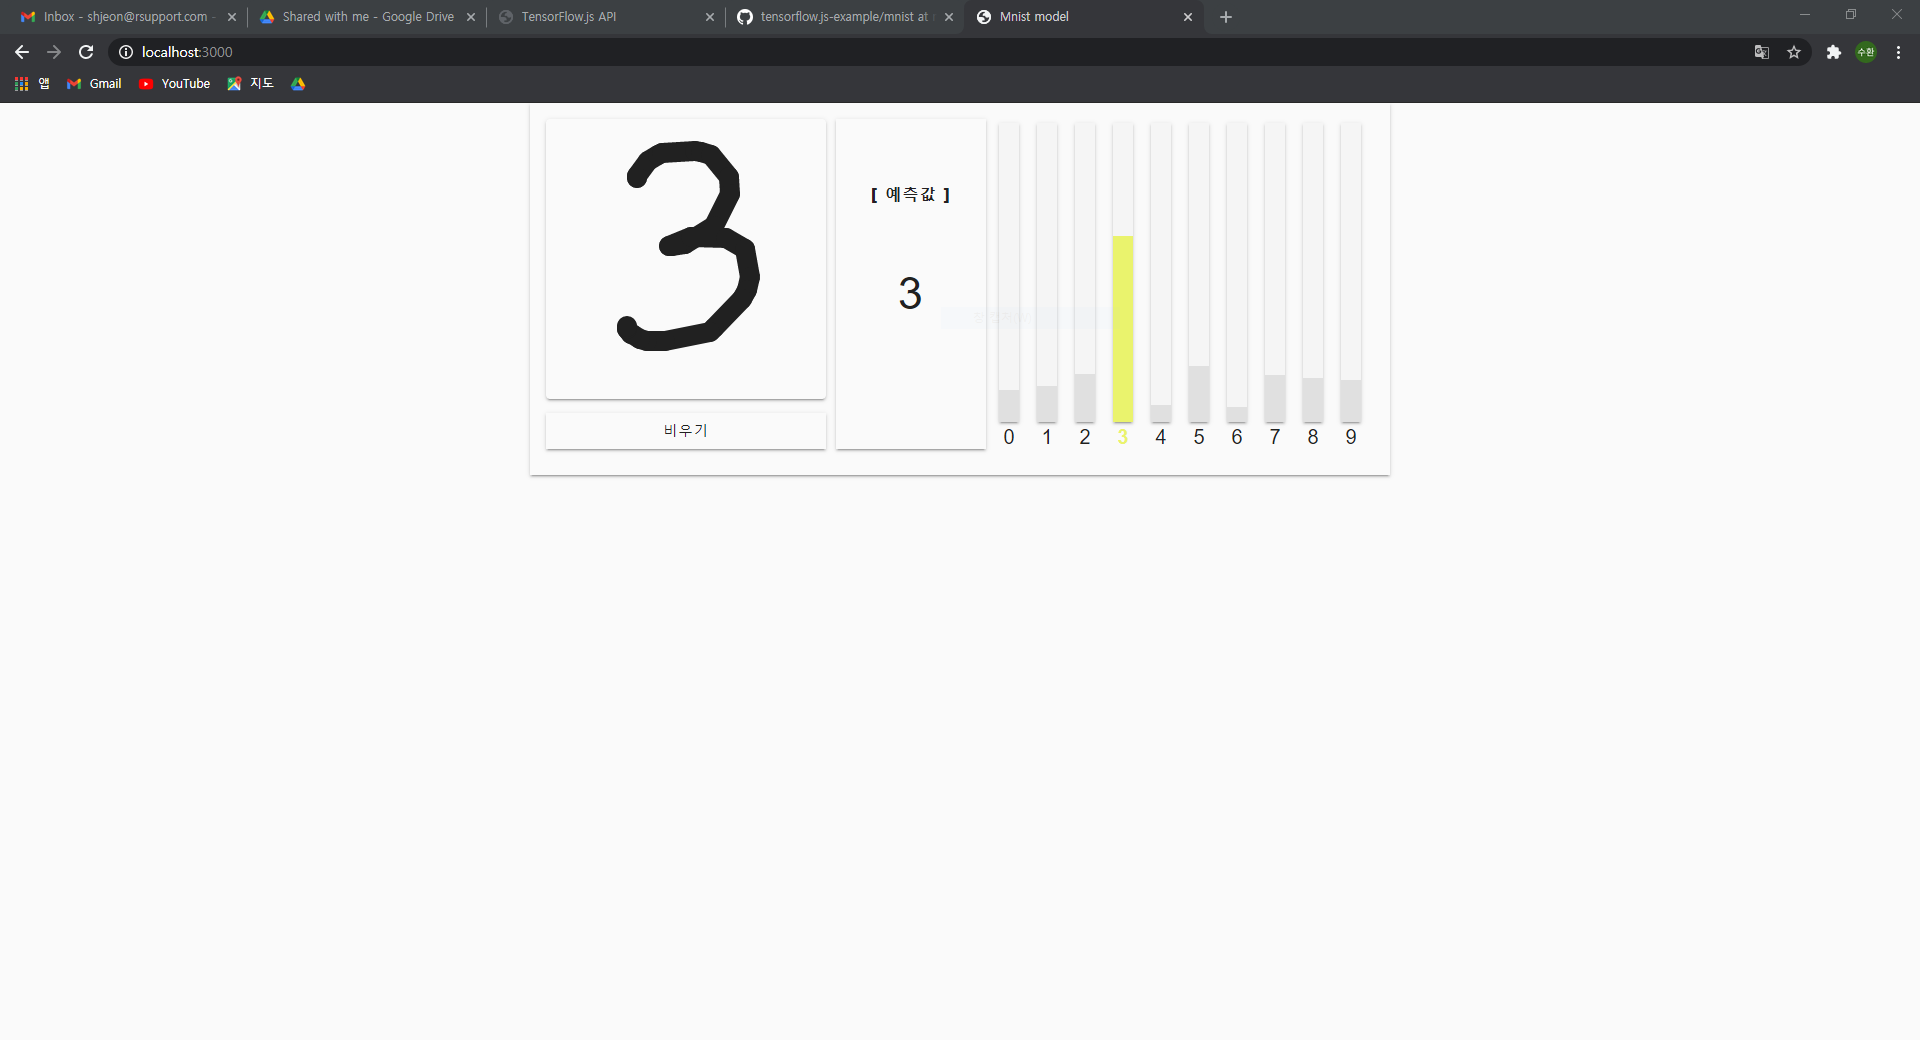 Inbox - shjeon@rsupport.com -
Shared with me - Google Drive
TensorFlow.js API
tensorflow.js-example/mnist at
Mnist model
localhost:3000
수환
앱
Gmail
YouTube
지도
3
[ 예측값 ]
3
비우기
0 1 2 3 4 5 6 7 8 9